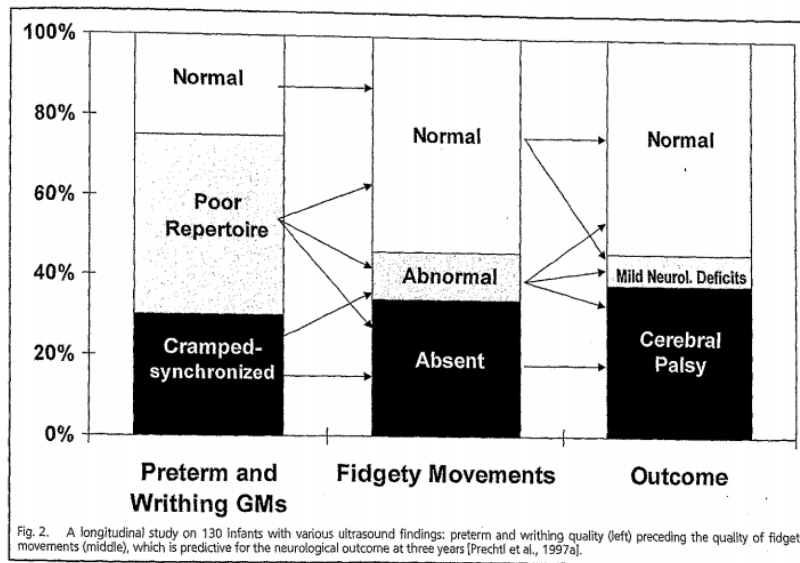 100%
80%
60%
40%
20%
0%
Normal
Poor
Repertoire
Cramped-
synchronized
Normal
Abnormal
Absent
Normal
Mild Neurol. Deficits
Cerebral
Palsy
Preterm and
Writhing GMs
Fidgety Movements
Outcome
Fig. 2. A longitudinal study on 130 infants with various ultrasound findings: preterm and writhing quality (left) preceding the quality of fidget
movements (middle), which is predictive for the neurological outcome at three years [Prechtl et al., 1997a].